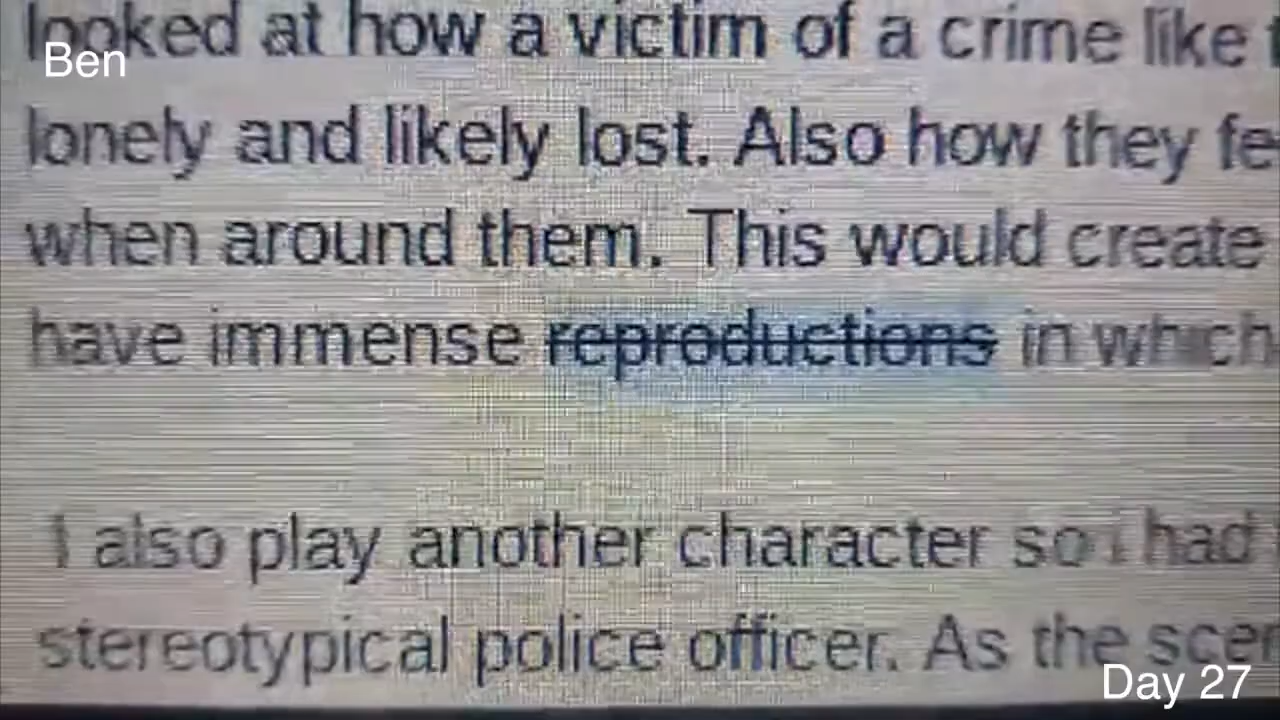 looked at how a victim of a crime like
Ben
lonely and likely lost. Also how they
when around them. This would create
have immense reproductions in which
I also play another character so i had
stereotypical police officer. As the
Day 27